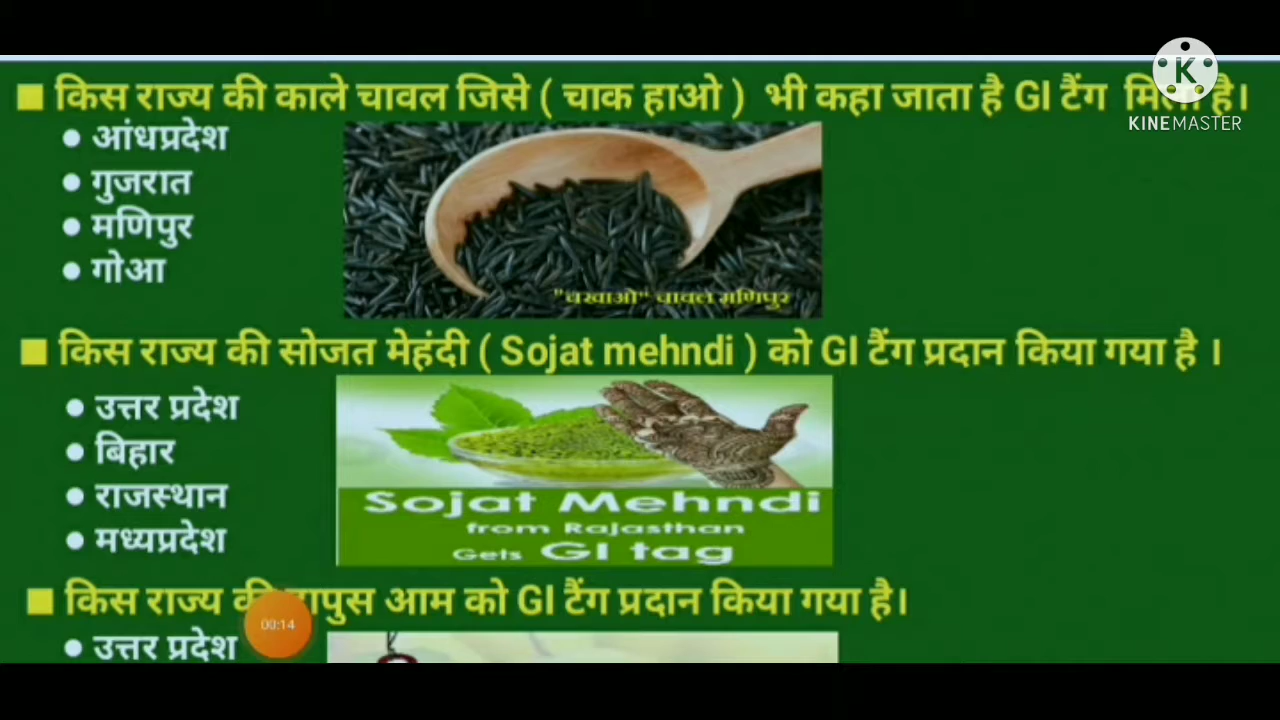 ■ किस राज्य की काले चावल जिसे ( चाक हाओ ) भी कहा जाता है GI टैंग है।
KINEMASTER
• आंधप्रदेश
• गुजरात
• मणिपुर
• गोआ
"चखाओ" चावल मणिपुर
■ किस राज्य की सोजत मेहंदी ( Sojat mehndi ) को GI टैंग प्रदान किया गया है ।
• उत्तर प्रदेश
• बिहार
• राजस्थान
• मध्यप्रदेश
Sojat Mehndi
from Rajasthan
Gets GI tag
■ किस राज्य आम को GI टैंग प्रदान किया गया है।
00:14
• उत्तर प्रदेश